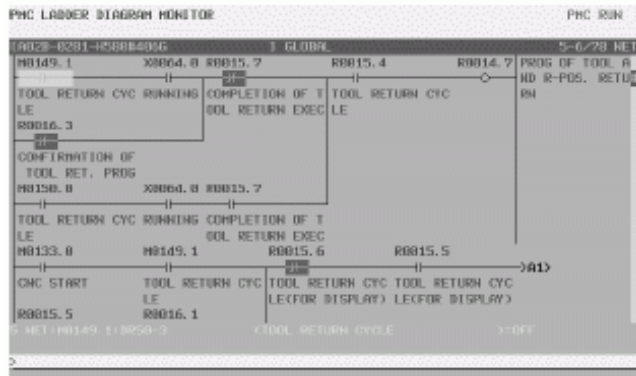 PMC LADDER DIAGRAM MONITOR PMC RUN
] GLOBAL 5-6/78 NET
M0149.1 X0064.0 R0015.7 R0015.4 R0014.7 PROG OF TOOL A
ND R-POS. RETU
TOOL RETURN CYC RUNNING COMPLETION OF T TOOL RETURN CYC RN
LE OOL RETURN EXEC LE
R0016.3
CONFIRMATION OF
TOOL RET. PROG
M0150.0 X0064.0 R0015.7
TOOL RETURN CYC RUNNING COMPLETION OF T
LE OOL RETURN EXEC
M0133.0 M0149.1 R0015.6 R0015.5
>A1>
CNC START TOOL RETURN CYC TOOL RETURN CYC TOOL RETURN CYC
LE LE(FOR DISPLAY) LE(FOR DISPLAY)
R0015.5 R0016.1
S NET:M0149.1 (TOOL RETURN CYCLE )=OFF
>